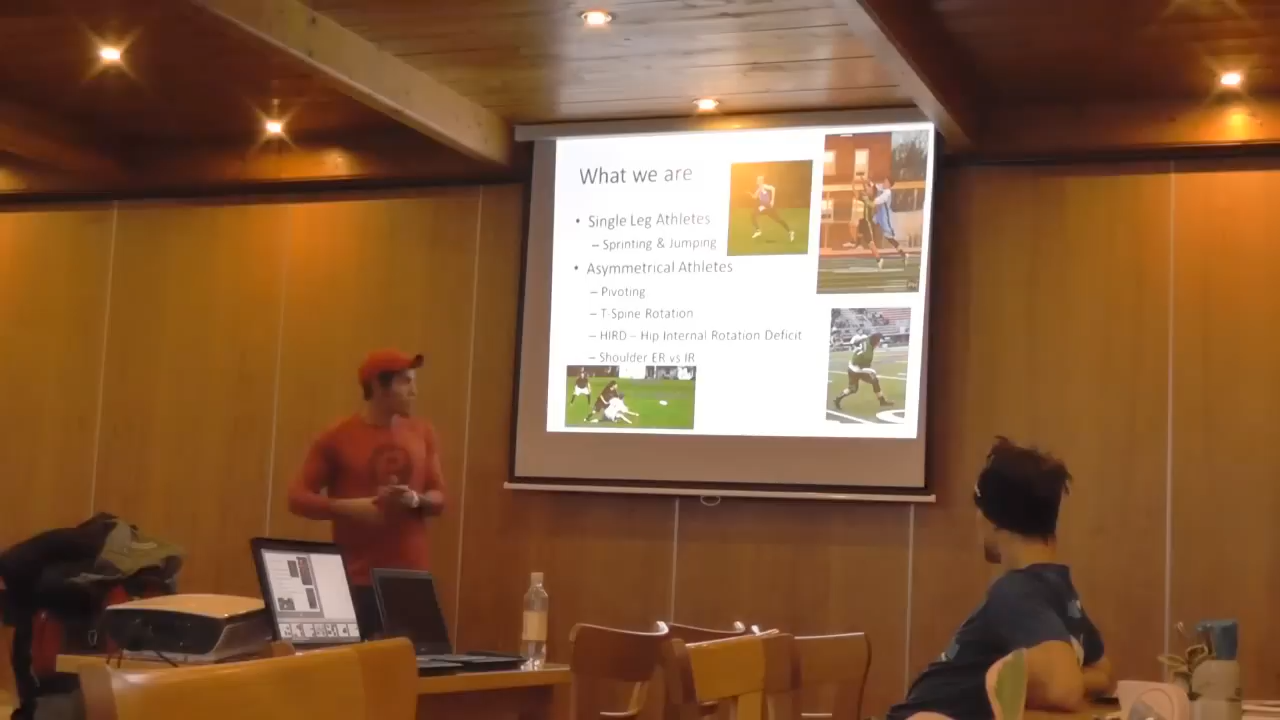 What we are
• Single Leg Athletes
– Sprinting & Jumping
• Asymmetrical Athletes
– Pivoting
– T-Spine Rotation
– HIRD – Hip Internal Rotation Deficit
– Shoulder ER vs IR